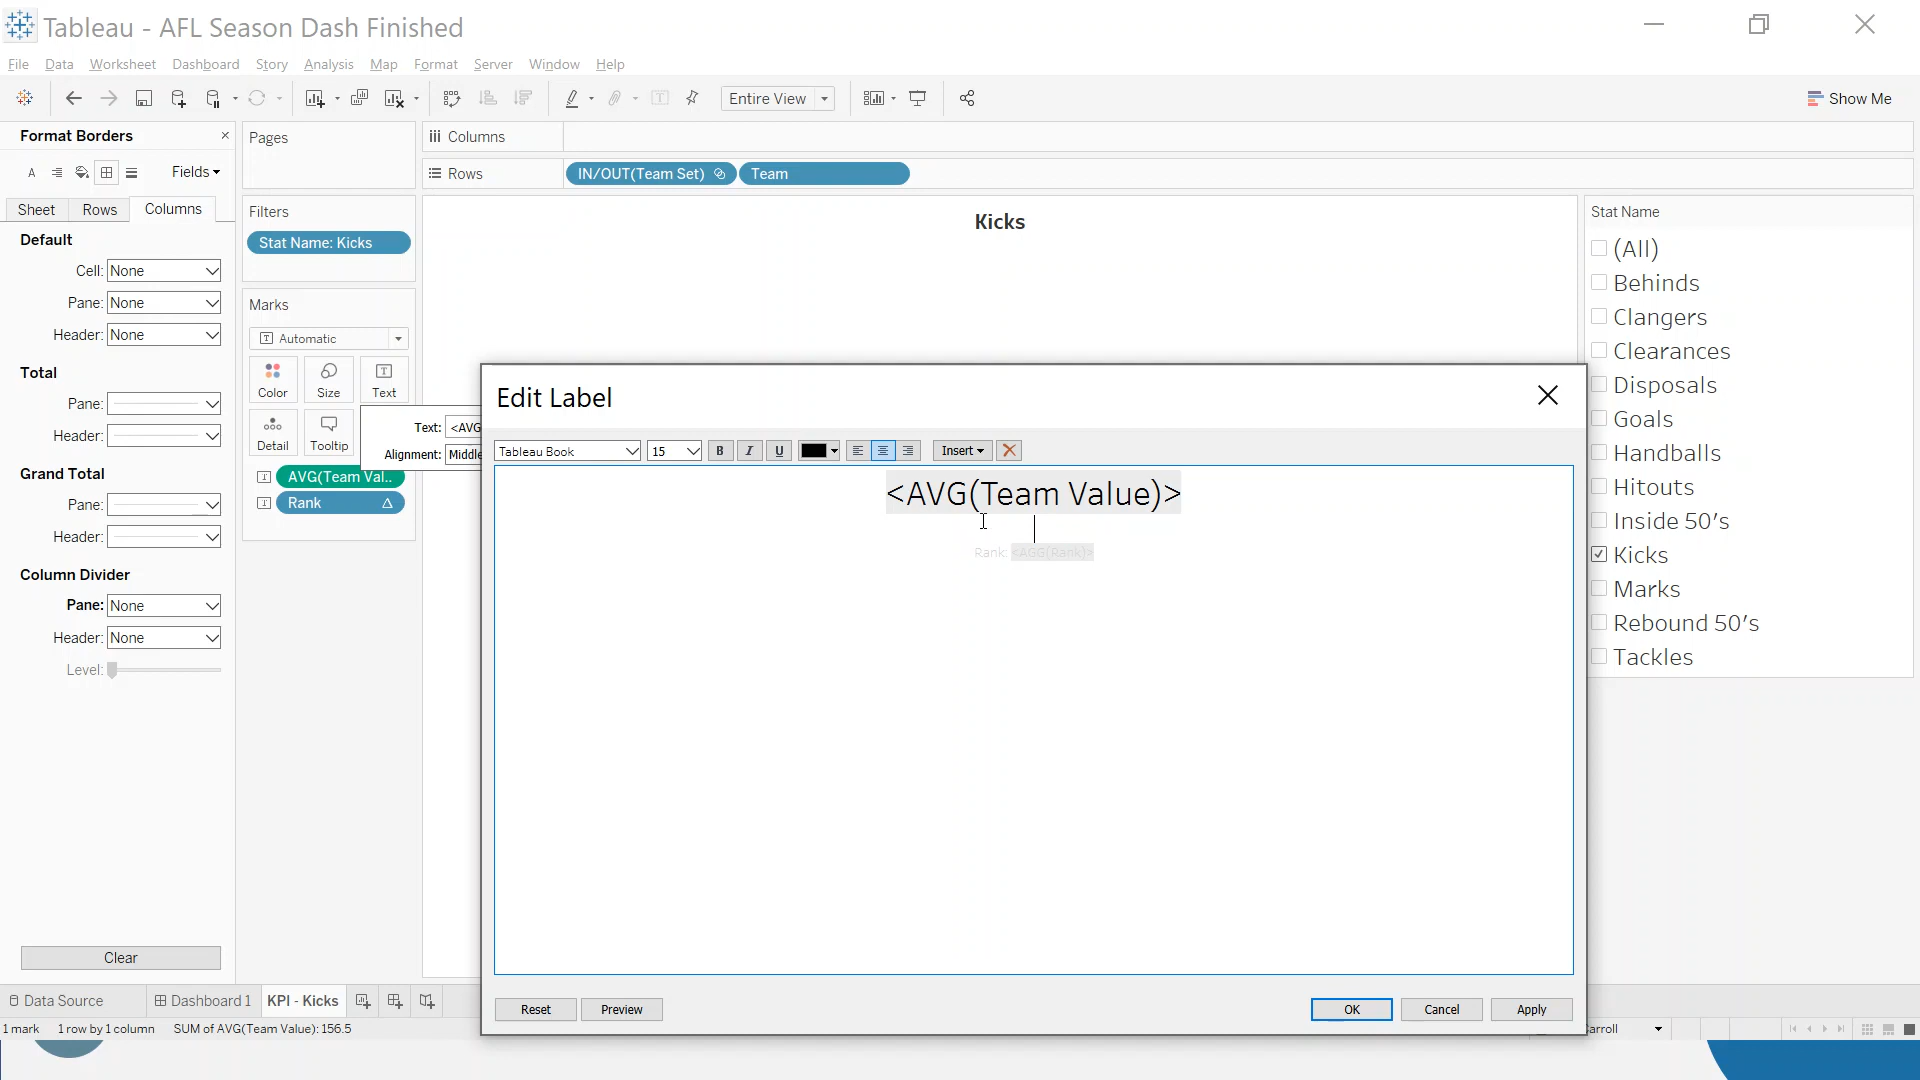 Tableau - AFL Season Dash Finished
File Data Worksheet Dashboard Story Analysis Map Format Server Window Help
Entire View
Show Me
Format Borders
Fields
Sheet Rows Columns
Default
Cell: None
Pane: None
Header: None
Total
Pane:
Header:
Grand Total
Pane:
Header:
Column Divider
Pane: None
Header: None
Level:
Clear
Pages
Filters
Stat Name: Kicks
Marks
Automatic
Color Size Text
Detail Tooltip
Text: <AVG
Alignment: Middle
AVG(Team Val..
Rank
Columns
Rows IN/OUT(Team Set) Team
Kicks
Edit Label
Tableau Book 15 B I U Insert
<AVG(Team Value)>
Rank: <AGG(Rank)>
Reset Preview OK Cancel Apply
Stat Name
(All)
Behinds
Clangers
Clearances
Disposals
Goals
Handballs
Hitouts
Inside 50's
Kicks
Marks
Rebound 50's
Tackles
Data Source Dashboard 1 KPI - Kicks
1 mark 1 row by 1 column SUM of AVG(Team Value): 156.5
arroll